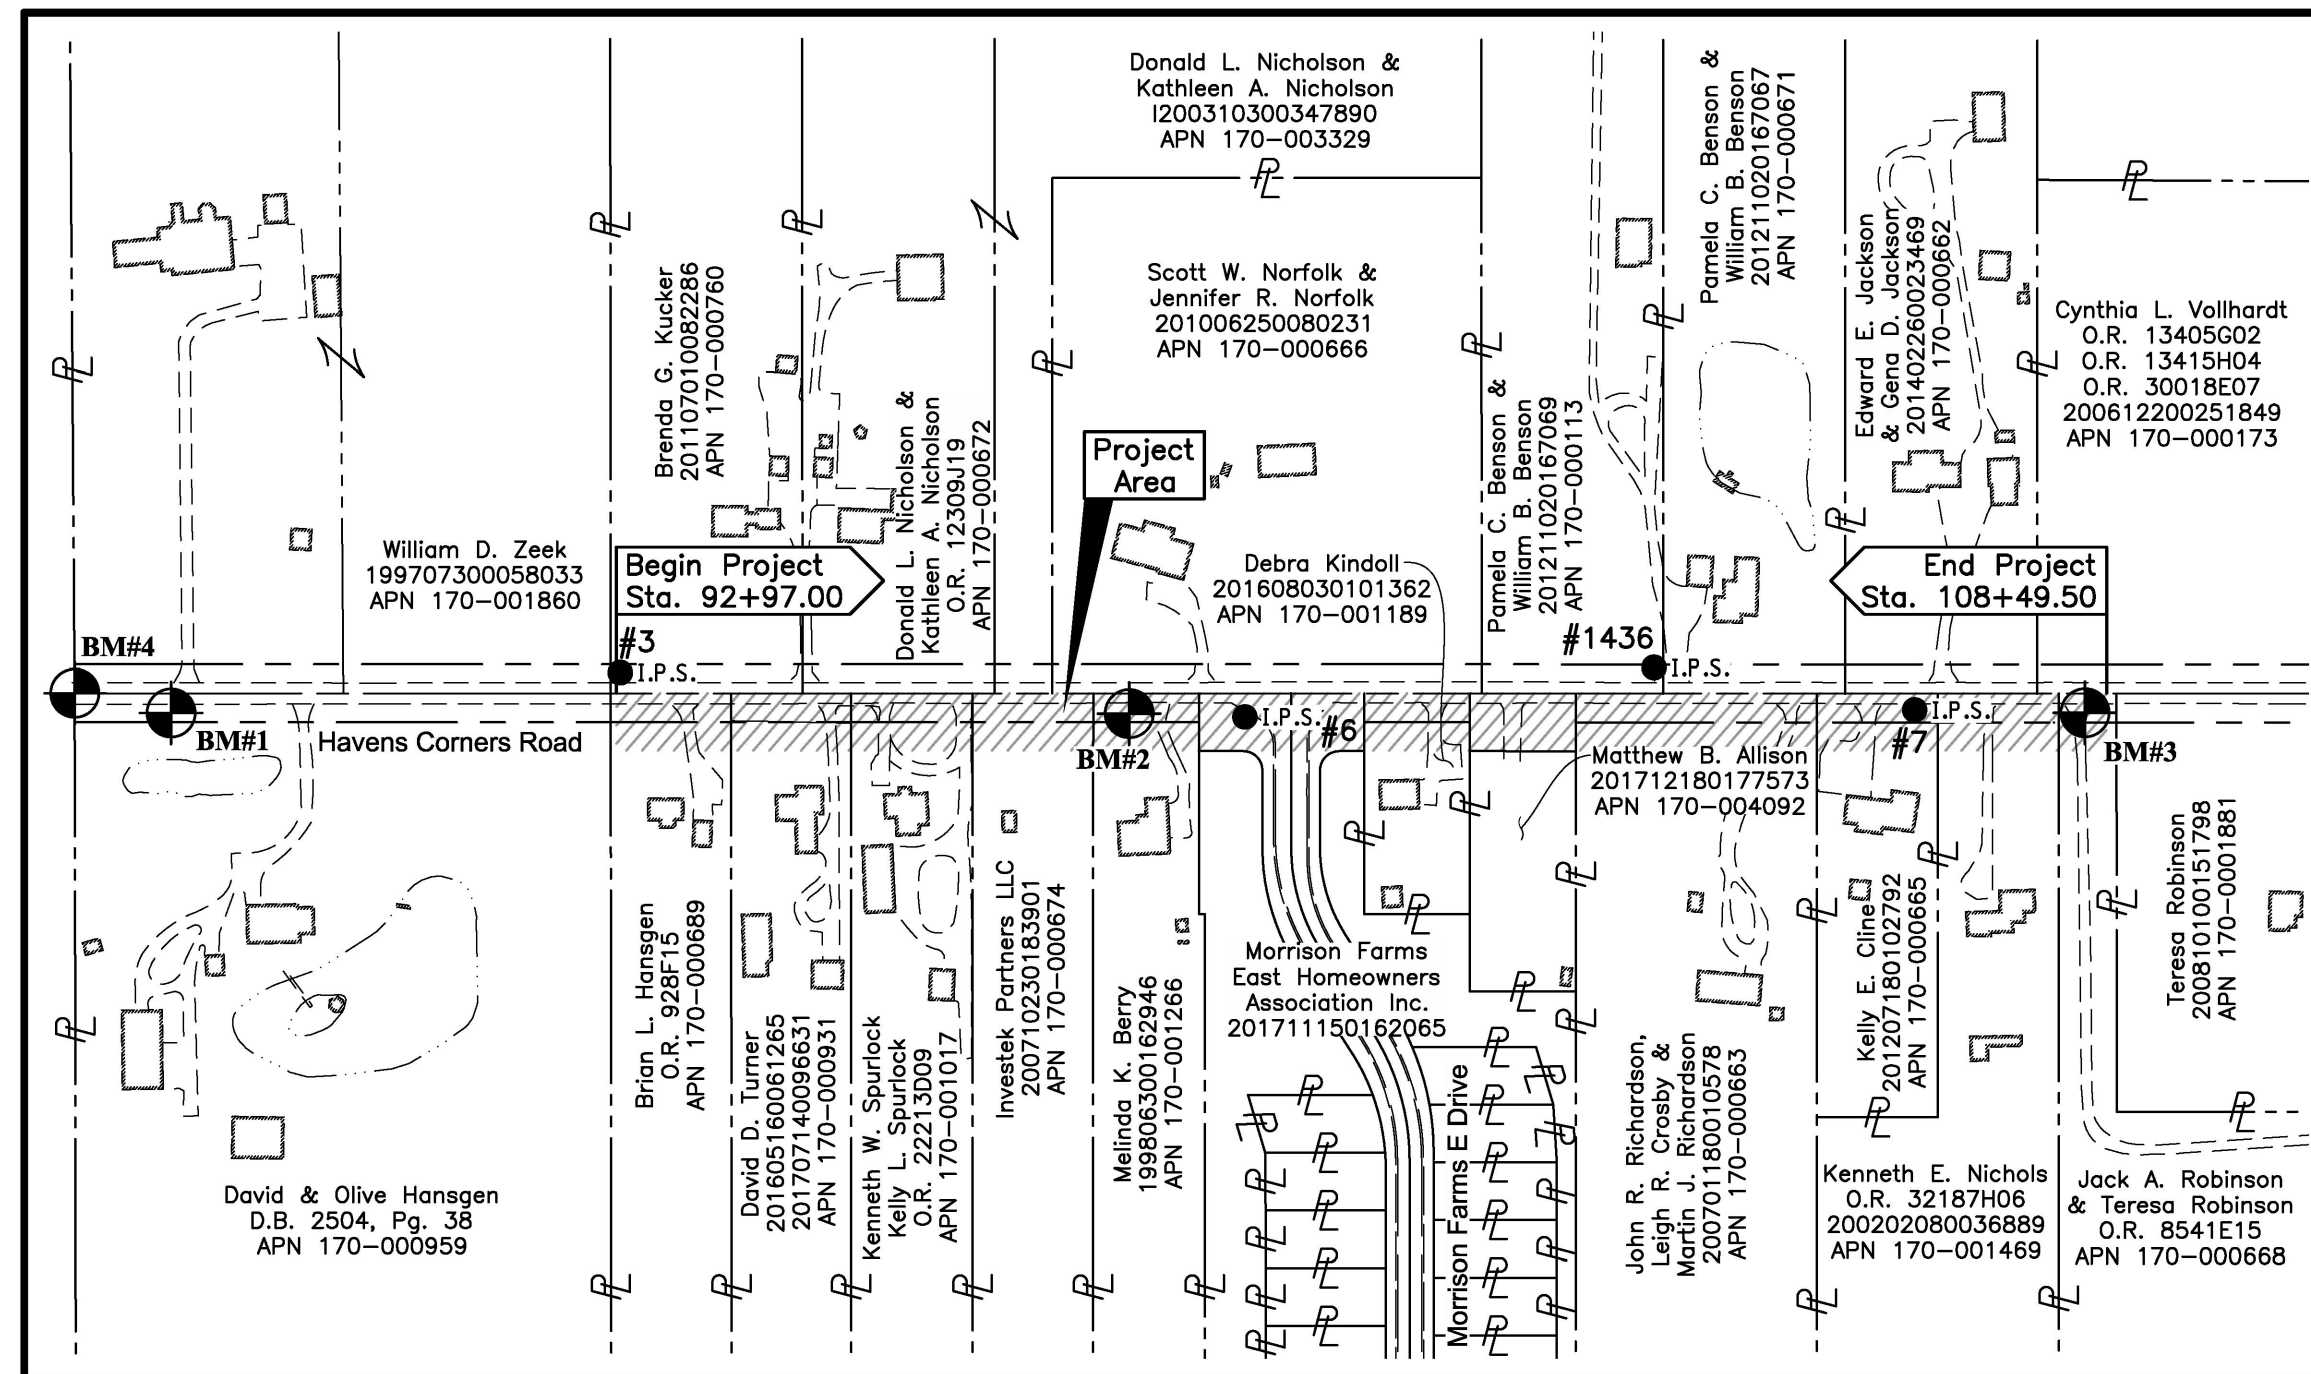 Donald L. Nicholson &
Kathleen A. Nicholson
I200310300347890
APN 170-003329
Pamela C. Benson &
William B. Benson
201211020167067
APN 170-000671
Edward E. Jackson
& Gena D. Jackson
201402260023469
APN 170-000662
Cynthia L. Vollhardt
O.R. 13405G02
O.R. 13415H04
O.R. 30018E07
200612200251849
APN 170-000173
Scott W. Norfolk &
Jennifer R. Norfolk
201006250080231
APN 170-000666
Brenda G. Kucker
201107010082286
APN 170-000760
Donald L. Nicholson &
Kathleen A. Nicholson
O.R. 12309J19
APN 170-000672
Project
Area
Pamela C. Benson &
William B. Benson
201211020167069
APN 170-000113
William D. Zeek
199707300058033
APN 170-001860
Begin Project
Sta. 92+97.00
Debra Kindoll
201608030101362
APN 170-001189
End Project
Sta. 108+49.50
BM#4
#3
I.P.S.
#1436
I.P.S.
BM#1
Havens Corners Road
BM#2
I.P.S.
#6
I.P.S.
#7
BM#3
Matthew B. Allison
201712180177573
APN 170-004092
Brian L. Hansgen
O.R. 928F15
APN 170-000689
David D. Turner
201605160061265
201707140096631
APN 170-000931
Kenneth W. Spurlock
Kelly L. Spurlock
O.R. 22213D09
APN 170-001017
Investek Partners LLC
200710230183901
APN 170-000674
Melinda K. Berry
199806300162946
APN 170-001266
Morrison Farms
East Homeowners
Association Inc.
201711150162065
Morrison Farms E Drive
John R. Richardson,
Leigh R. Crosby &
Martin J. Richardson
200701180010578
APN 170-000663
Kelly E. Cline
201207180102792
APN 170-000665
Teresa Robinson
200810100151798
APN 170-0001881
David & Olive Hansgen
D.B. 2504, Pg. 38
APN 170-000959
Kenneth E. Nichols
O.R. 32187H06
200202080036889
APN 170-001469
Jack A. Robinson
& Teresa Robinson
O.R. 8541E15
APN 170-000668